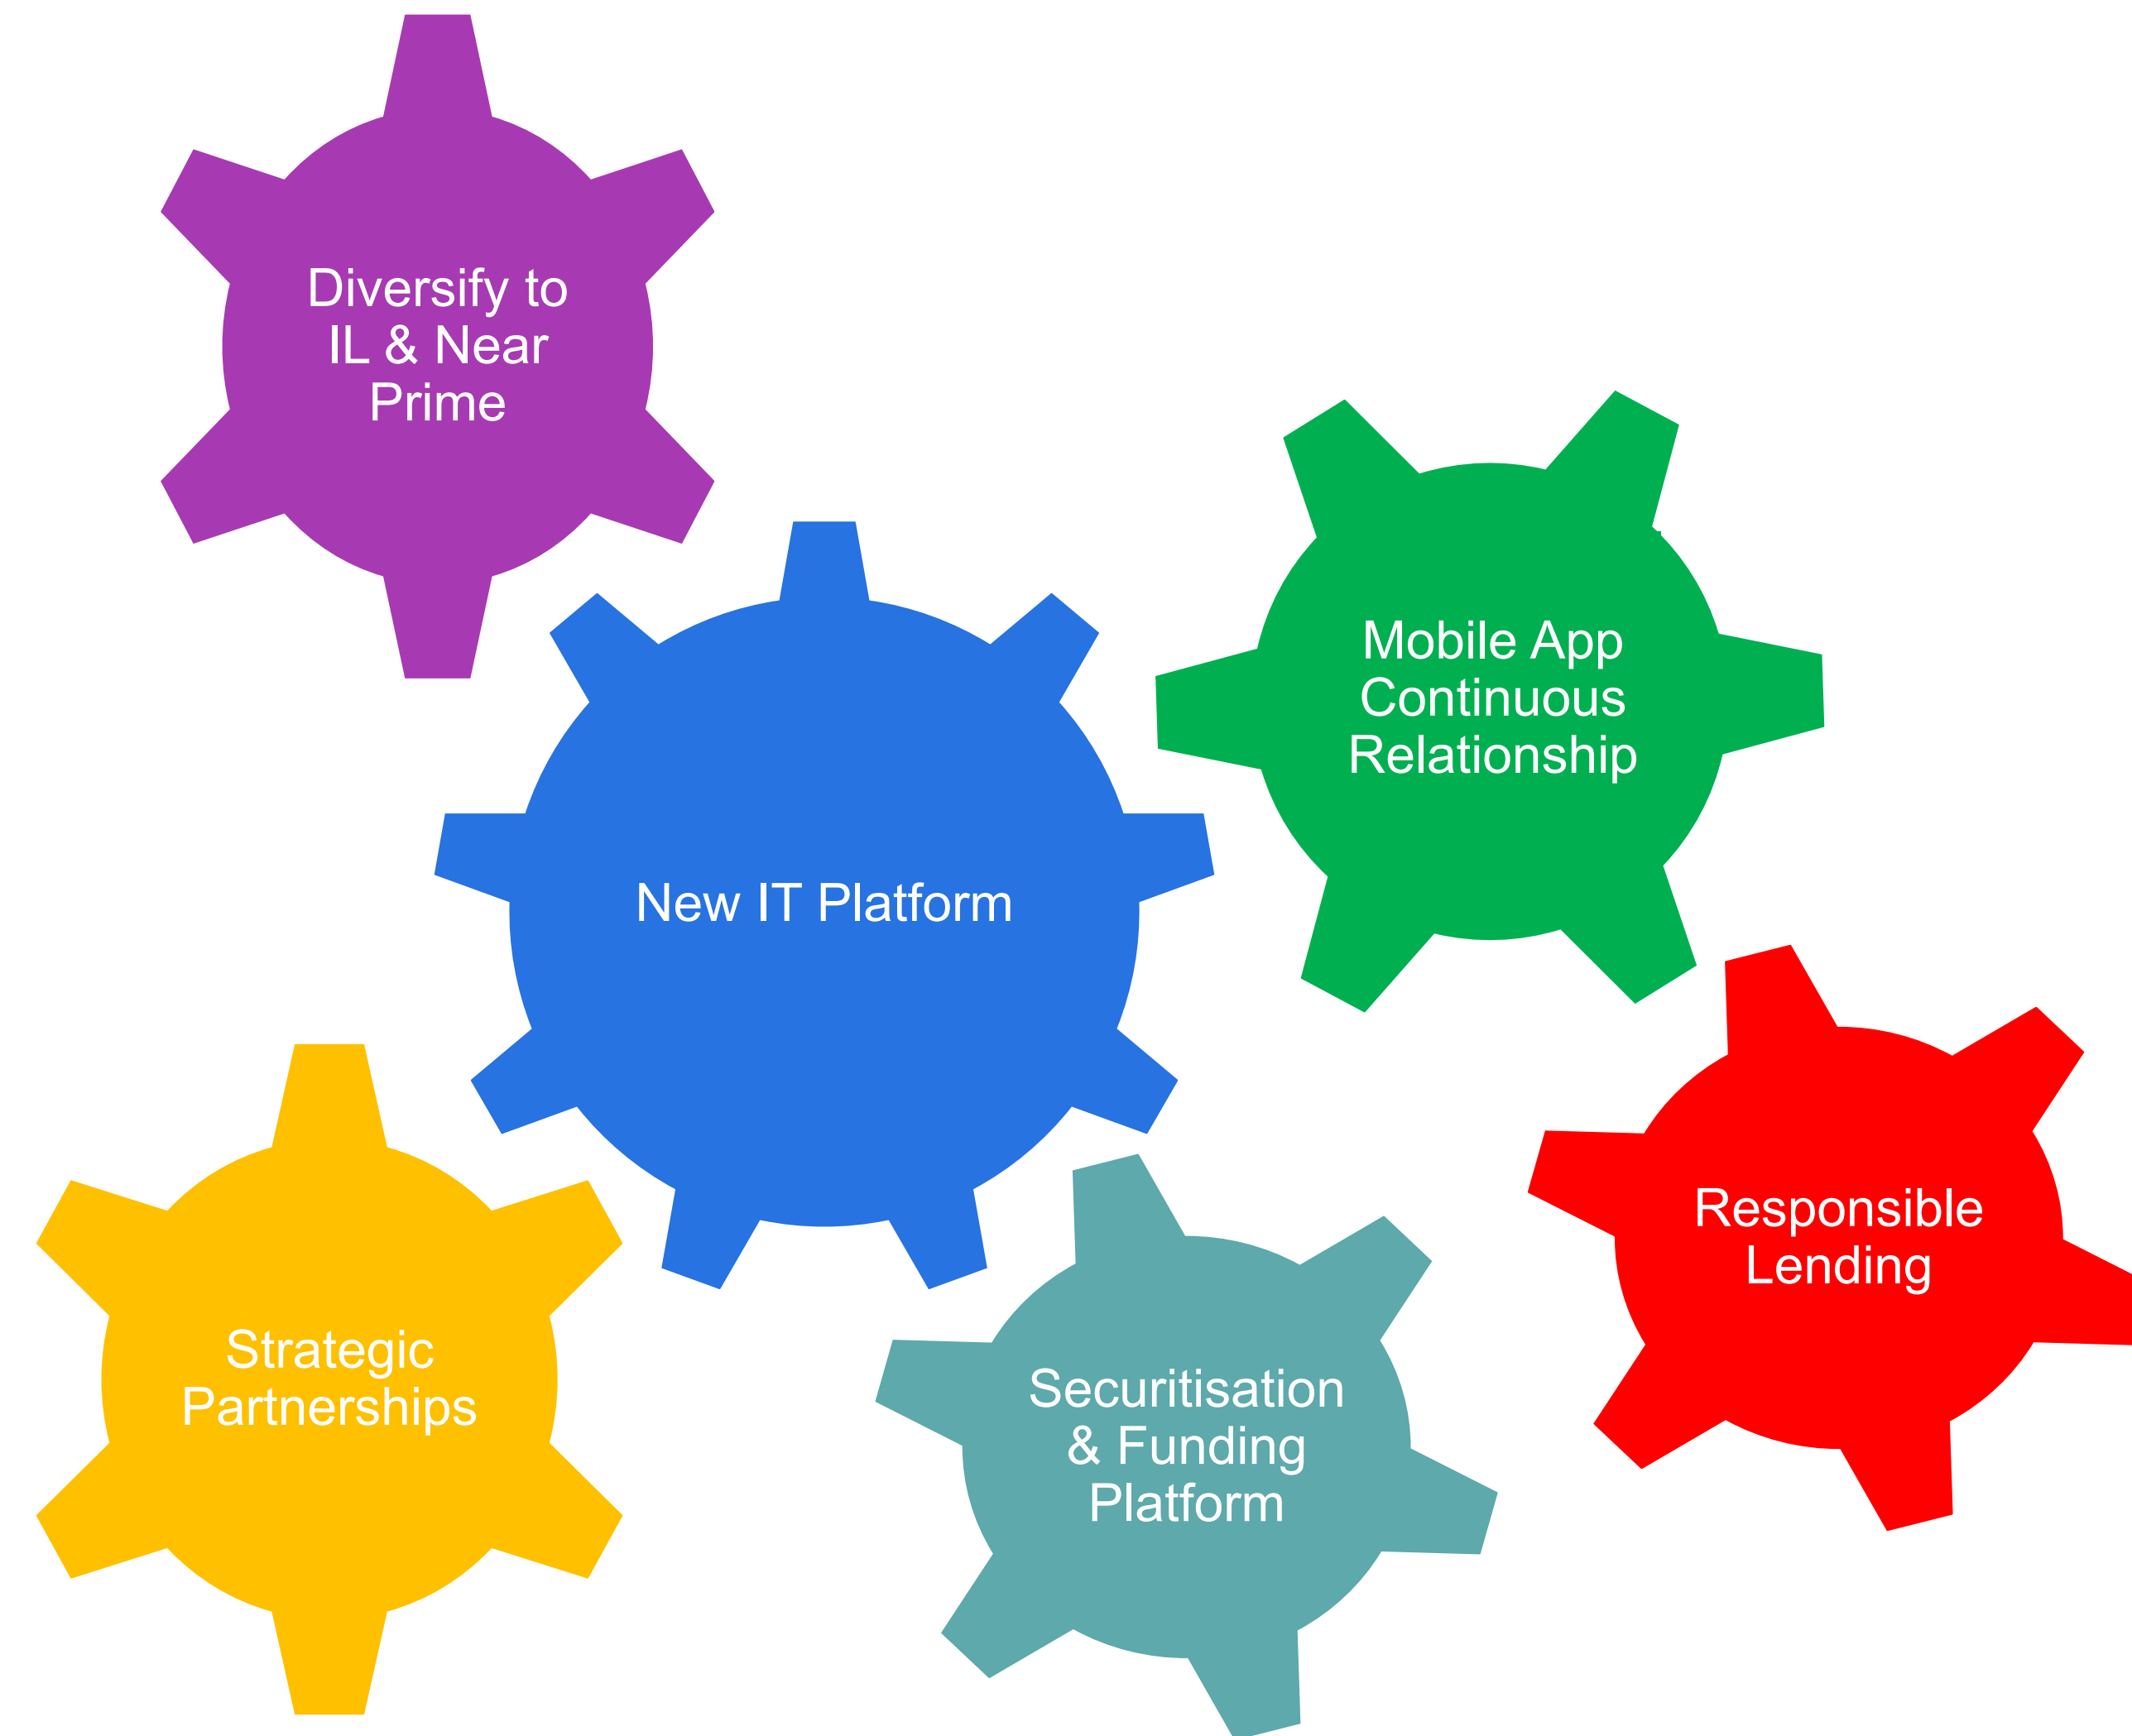 Diversify to
IL & Near
Prime
Mobile App
Continuous
Relationship
New IT Platform
Responsible
Lending
Strategic
Partnerships
Securitisation
& Funding
Platform